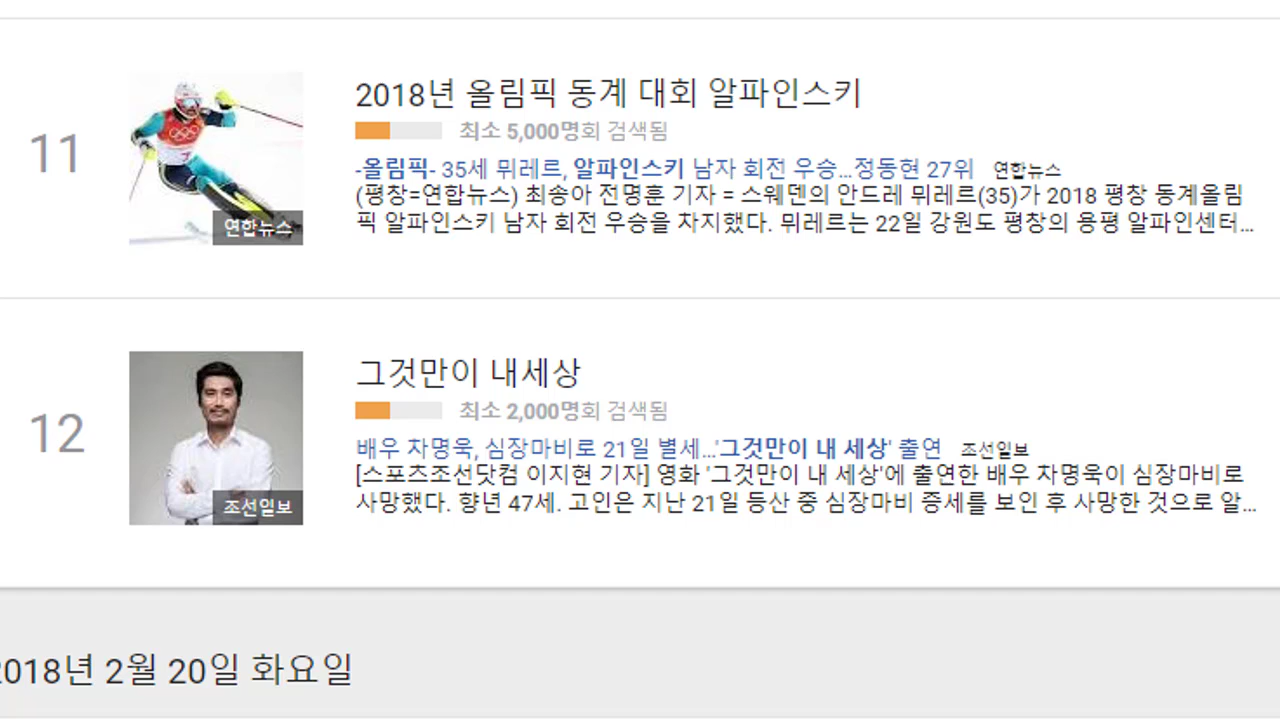 11
2018년 올림픽 동계 대회 알파인스키
최소 5,000명회 검색됨
-올림픽- 35세 뮈레르, 알파인스키 남자 회전 우승...정동현 27위 연합뉴스
(평창=연합뉴스) 최송아 전명훈 기자 = 스웨덴의 안드레 뮈레르(35)가 2018 평창 동계올림
픽 알파인스키 남자 회전 우승을 차지했다. 뮈레르는 22일 강원도 평창의 용평 알파인센터...
연합뉴스
12
그것만이 내세상
최소 2,000명회 검색됨
배우 차명욱, 심장마비로 21일 별세...'그것만이 내 세상' 출연 조선일보
[스포츠조선닷컴 이지현 기자] 영화 '그것만이 내 세상'에 출연한 배우 차명욱이 심장마비로
사망했다. 향년 47세. 고인은 지난 21일 등산 중 심장마비 증세를 보인 후 사망한 것으로 알...
조선일보
2018년 2월 20일 화요일